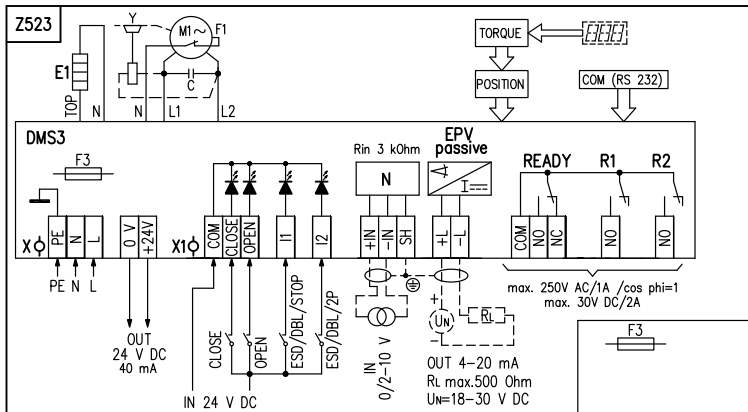 Z523
Y
M1~
F1
TORQUE
E1
C
POSITION
COM (RS 232)
TOP
N
N
L1
L2
DMS3
F3
Rin 3 kOhm
N
EPV
passive
I
READY
R1
R2
X
PE
N
L
0 V
+24V
X1
COM
CLOSE
OPEN
I1
I2
+IN
-IN
SH
+L
-L
COM
NO
NC
NO
NO
PE N L
OUT
24 V DC
40 mA
IN 24 V DC
CLOSE
OPEN
ESD/DBL/STOP
ESD/DBL/2P
IN
0/2-10 V
+
UN
-
RL
OUT 4-20 mA
RL max.500 Ohm
UN=18-30 V DC
max. 250V AC/1A /cos phi=1
max. 30V DC/2A
F3